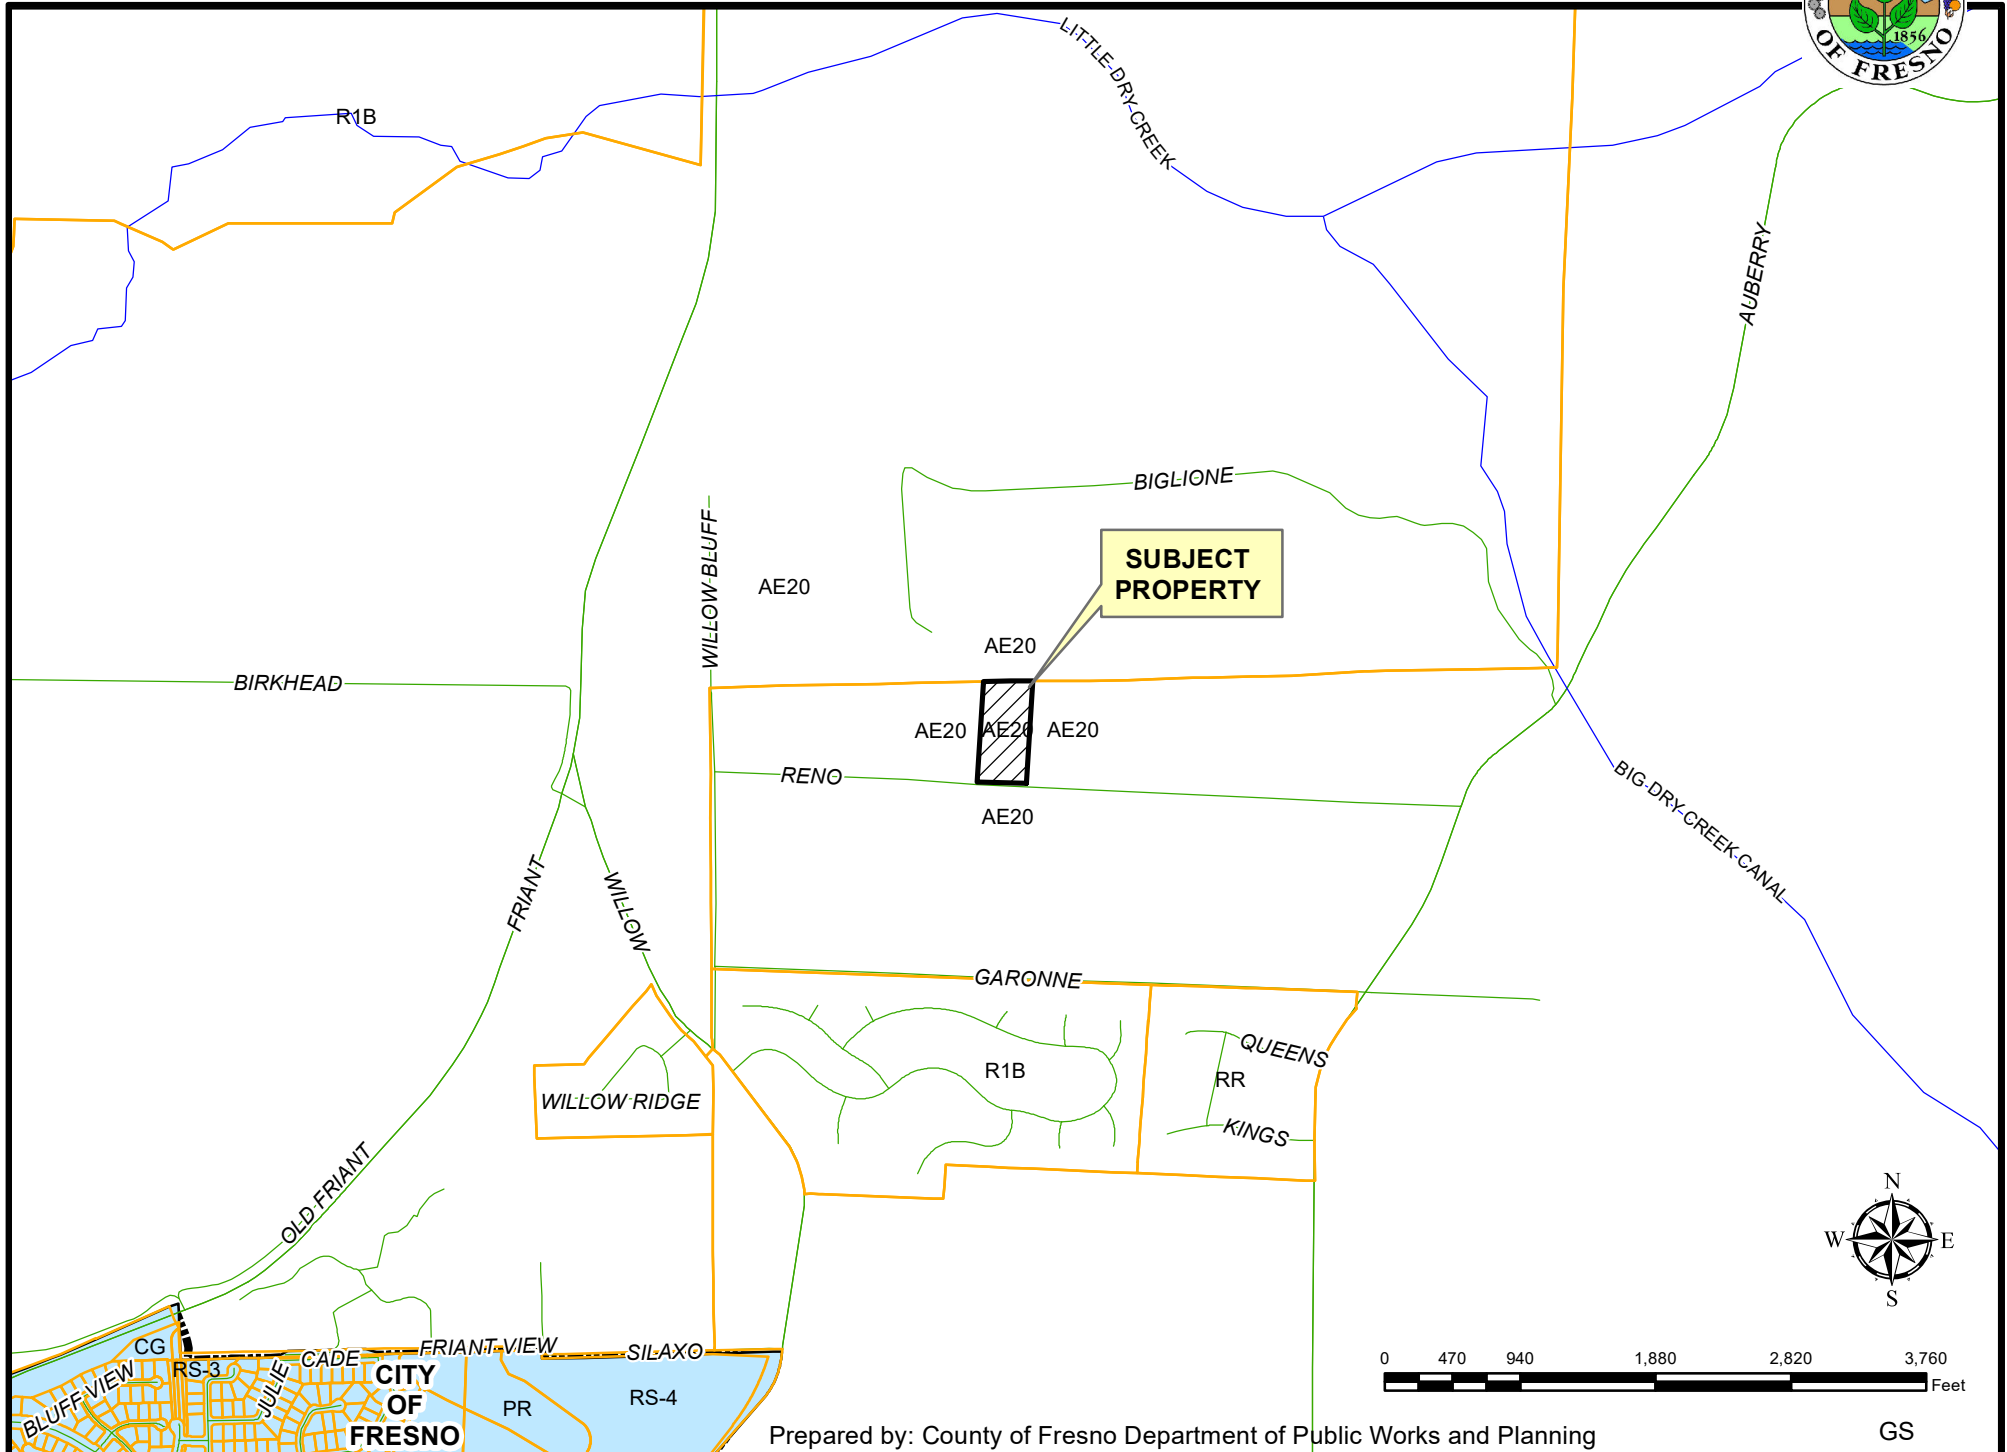 1856
OF FRESNO
LITTLE DRY CREEK
R1B
AUBERRY
BIGLIONE
WILLOW BLUFF
SUBJECT
PROPERTY
AE20
AE20
BIRKHEAD
AE20
AE20
AE20
RENO
BIG DRY CREEK CANAL
AE20
FRIANT
WILLOW
GARONNE
QUEENS
R1B
RR
WILLOW RIDGE
KINGS
OLD FRIANT
N
W
E
S
CG
RS-3
CADE
FRIANT VIEW
SILAXO
BLUFF VIEW
JULIE
CITY
OF
FRESNO
PR
RS-4
0 470 940 1,880 2,820 3,760
Feet
Prepared by: County of Fresno Department of Public Works and Planning
GS